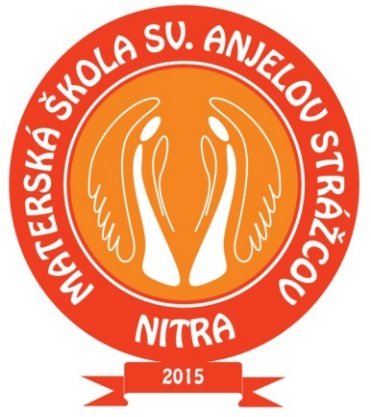 MATERSKÁ ŠKOLA SV. ANJELOV STRÁŽCOV
NITRA
2015